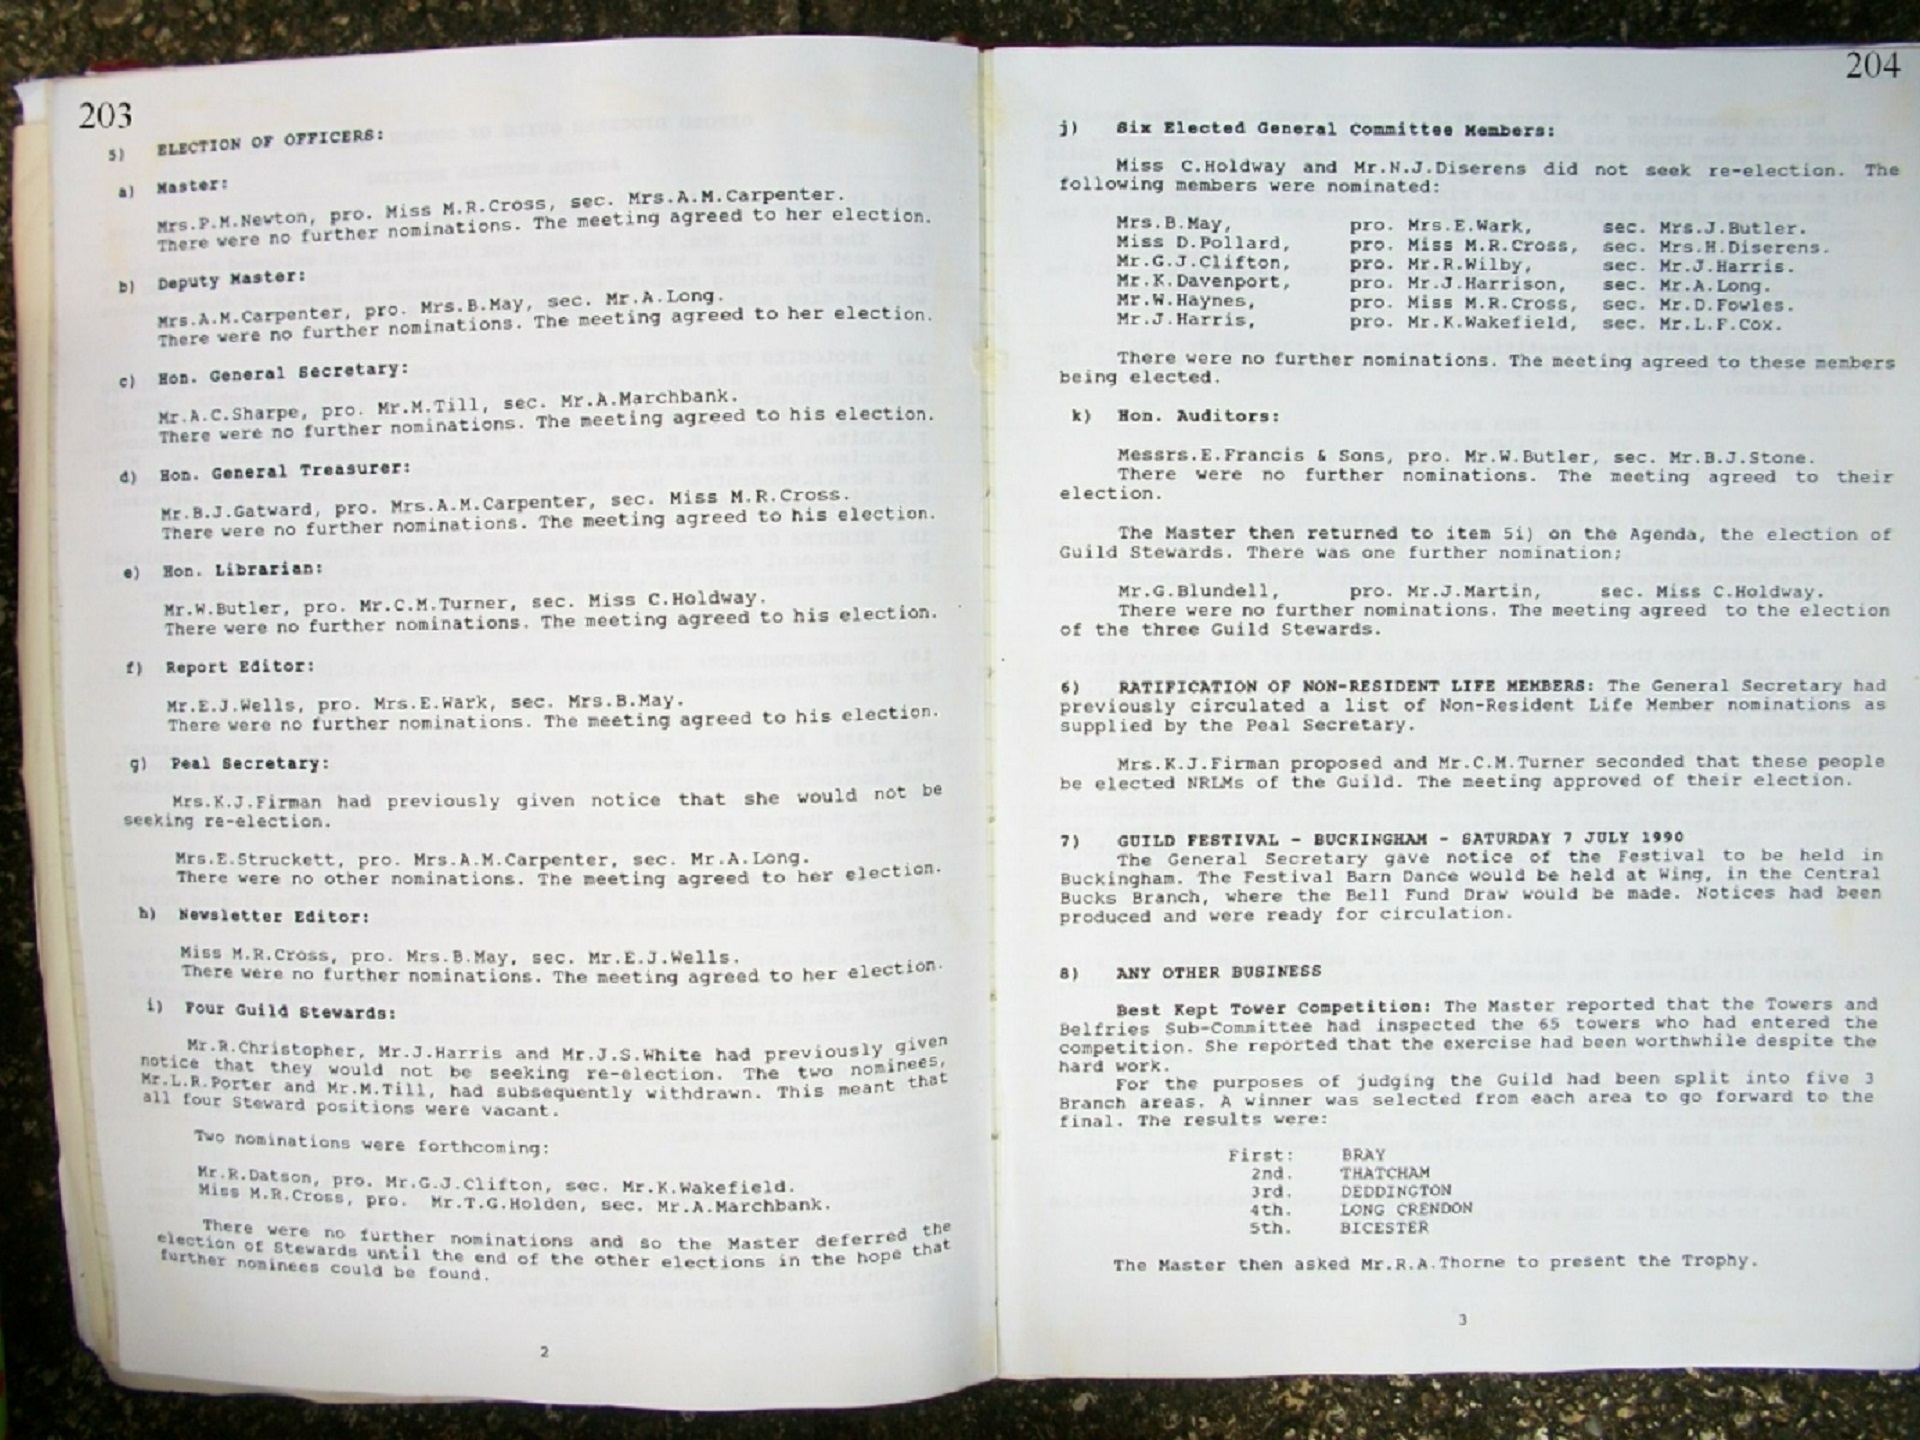 203
5) ELECTION OF OFFICERS:
a) Master:
Mrs.P.M.Newton, pro. Miss M.R.Cross, sec. Mrs.A.M.Carpenter.
There were no further nominations. The meeting agreed to her election.
b) Deputy Master:
Mrs.A.M.Carpenter, pro. Mrs.B.May, sec. Mr.A.Long.
There were no further nominations. The meeting agreed to her election.
c) Hon. General Secretary:
Mr.A.C.Sharpe, pro. Mr.M.Till, sec. Mr.A.Marchbank.
There were no further nominations. The meeting agreed to his election.
d) Hon. General Treasurer:
Mr.B.J.Gatward, pro. Mrs.A.M.Carpenter, sec. Miss M.R.Cross.
There were no further nominations. The meeting agreed to his election.
e) Hon. Librarian:
Mr.W.Butler, pro. Mr.C.M.Turner, sec. Miss C.Holdway.
There were no further nominations. The meeting agreed to his election.
f) Report Editor:
Mr.E.J.Wells, pro. Mrs.E.Wark, sec. Mrs.B.May.
There were no further nominations. The meeting agreed to his election.
g) Peal Secretary:
Mrs.K.J.Firman had previously given notice that she would not be
seeking re-election.
Mrs.E.Struckett, pro. Mrs.A.M.Carpenter, sec. Mr.A.Long.
There were no other nominations. The meeting agreed to her election.
h) Newsletter Editor:
Miss M.R.Cross, pro. Mrs.B.May, sec. Mr.E.J.Wells.
There were no further nominations. The meeting agreed to her election.
i) Four Guild Stewards:
Mr.R.Christopher, Mr.J.Harris and Mr.J.S.White had previously given
notice that they would not be seeking re-election. The two nominees,
Mr.L.R.Porter and Mr.M.Till, had subsequently withdrawn. This meant that
all four Steward positions were vacant.
Two nominations were forthcoming:
Mr.R.Datson, pro. Mr.G.J.Clifton, sec. Mr.K.Wakefield.
Miss M.R.Cross, pro. Mr.T.G.Holden, sec. Mr.A.Marchbank.
There were no further nominations and so the Master deferred the
election of Stewards until the end of the other elections in the hope that
further nominees could be found.
2
204
j) Six Elected General Committee Members:
Miss C.Holdway and Mr.N.J.Diserens did not seek re-election. The
following members were nominated:
Mrs.B.May, pro. Mrs.E.Wark, sec. Mrs.J.Butler.
Miss D.Pollard, pro. Miss M.R.Cross, sec. Mrs.H.Diserens.
Mr.G.J.Clifton, pro. Mr.R.Wilby, sec. Mr.J.Harris.
Mr.K.Davenport, pro. Mr.J.Harrison, sec. Mr.A.Long.
Mr.W.Haynes, pro. Miss M.R.Cross, sec. Mr.D.Fowles.
Mr.J.Harris, pro. Mr.K.Wakefield, sec. Mr.L.F.Cox.
There were no further nominations. The meeting agreed to these members
being elected.
k) Hon. Auditors:
Messrs.E.Francis & Sons, pro. Mr.W.Butler, sec. Mr.B.J.Stone.
There were no further nominations. The meeting agreed to their
election.
The Master then returned to item 5i) on the Agenda, the election of
Guild Stewards. There was one further nomination;
Mr.G.Blundell, pro. Mr.J.Martin, sec. Miss C.Holdway.
There were no further nominations. The meeting agreed to the election
of the three Guild Stewards.
6) RATIFICATION OF NON-RESIDENT LIFE MEMBERS: The General Secretary had
previously circulated a list of Non-Resident Life Member nominations as
supplied by the Peal Secretary.
Mrs.K.J.Firman proposed and Mr.C.M.Turner seconded that these people
be elected NRLMs of the Guild. The meeting approved of their election.
7) GUILD FESTIVAL - BUCKINGHAM - SATURDAY 7 JULY 1990
The General Secretary gave notice of the Festival to be held in
Buckingham. The Festival Barn Dance would be held at Wing, in the Central
Bucks Branch, where the Bell Fund Draw would be made. Notices had been
produced and were ready for circulation.
8) ANY OTHER BUSINESS
Best Kept Tower Competition: The Master reported that the Towers and
Belfries Sub-Committee had inspected the 65 towers who had entered the
competition. She reported that the exercise had been worthwhile despite the
hard work.
For the purposes of judging the Guild had been split into five 3
Branch areas. A winner was selected from each area to go forward to the
final. The results were:
First: BRAY
2nd. THATCHAM
3rd. DEDDINGTON
4th. LONG CRENDON
5th. BICESTER
The Master then asked Mr.R.A.Thorne to present the Trophy.
3